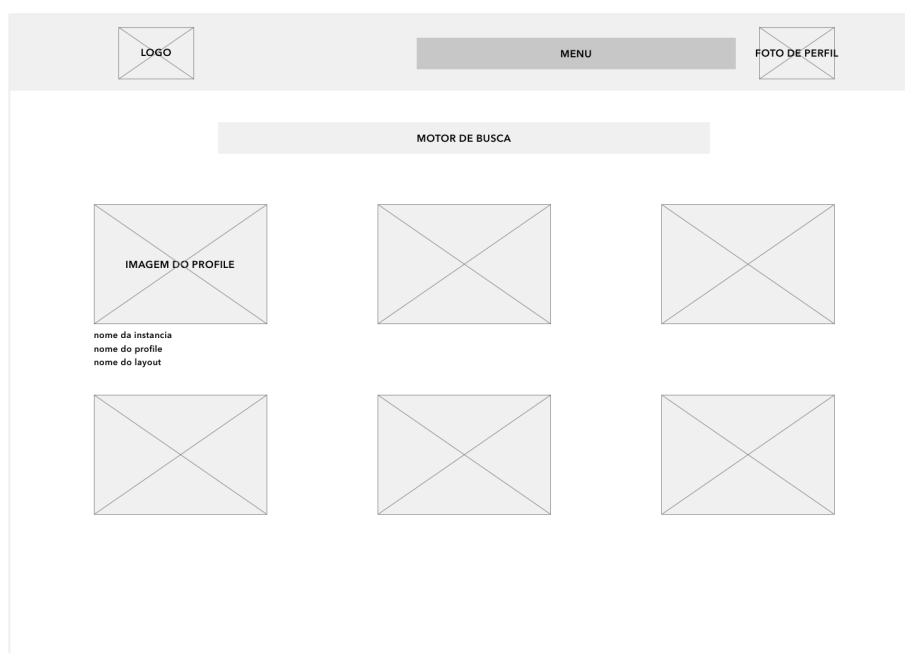 LOGO
MENU
FOTO DE PERFIL
MOTOR DE BUSCA
IMAGEM DO PROFILE
nome da instancia
nome do profile
nome do layout